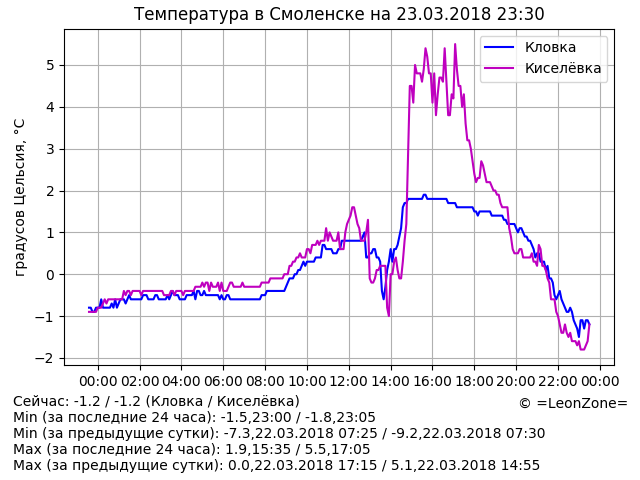 Температура в Смоленске на 23.03.2018 23:30
Кловка
Киселёвка
градусов Цельсия, °C
5
4
3
2
1
0
−1
−2
00:00 02:00 04:00 06:00 08:00 10:00 12:00 14:00 16:00 18:00 20:00 22:00 00:00
Сейчас: -1.2 / -1.2 (Кловка / Киселёвка)
© =LeonZone=
Min (за последние 24 часа): -1.5,23:00 / -1.8,23:05
Min (за предыдущие сутки): -7.3,22.03.2018 07:25 / -9.2,22.03.2018 07:30
Max (за последние 24 часа): 1.9,15:35 / 5.5,17:05
Max (за предыдущие сутки): 0.0,22.03.2018 17:15 / 5.1,22.03.2018 14:55